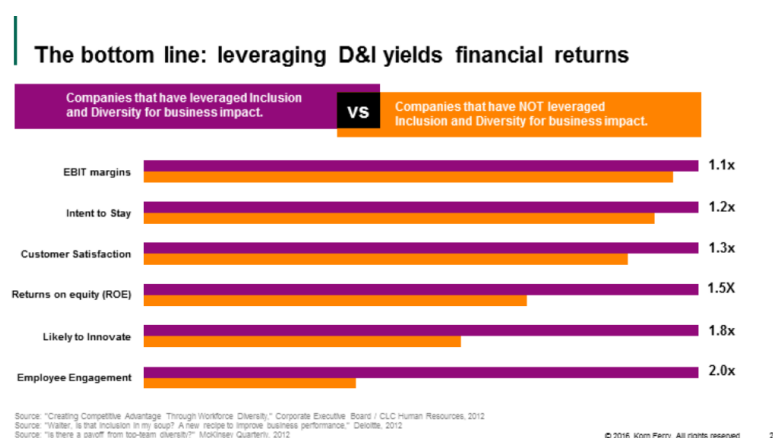 The bottom line: leveraging D&I yields financial returns
Companies that have leveraged Inclusion
and Diversity for business impact.
VS
Companies that have NOT leveraged
Inclusion and Diversity for business impact.
EBIT margins
1.1x
Intent to Stay
1.2x
Customer Satisfaction
1.3x
Returns on equity (ROE)
1.5X
Likely to Innovate
1.8x
Employee Engagement
2.0x
Source: "Creating Competitive Advantage Through Workforce Diversity," Corporate Executive Board / CLC Human Resources, 2012
Source: "Waiter, is that inclusion in my soup? A new recipe to improve business performance," Deloitte, 2012
Source: "Is there a payoff from top-team diversity?" McKinsey Quarterly, 2012
© 2016 Korn Ferry. All rights reserved
2